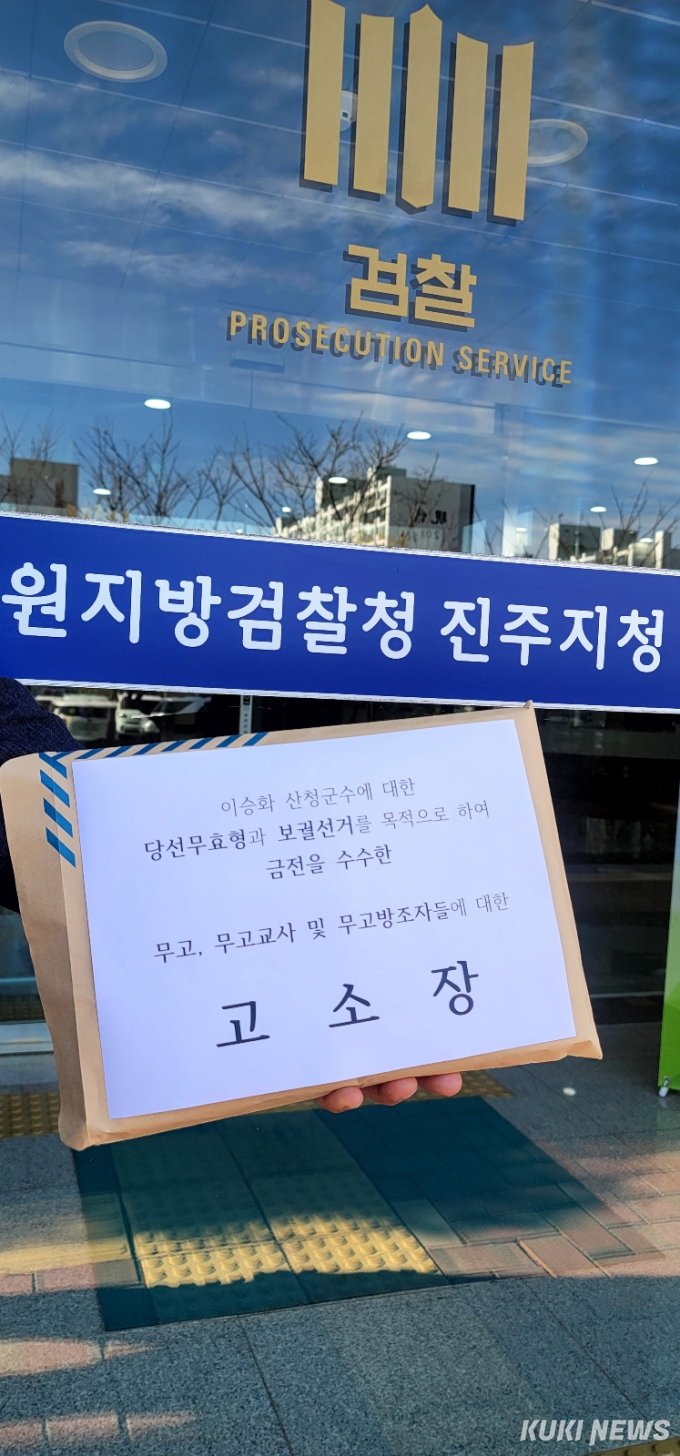 검찰
PROSECUTION SERVICE
원지방검찰청 진주지청
이승화 산청군수에 대한
당선무효형과 보궐선거를 목적으로 하여
금전을 수수한
무고, 무고교사 및 무고방조자들에 대한
고 소 장
KUKI NEWS